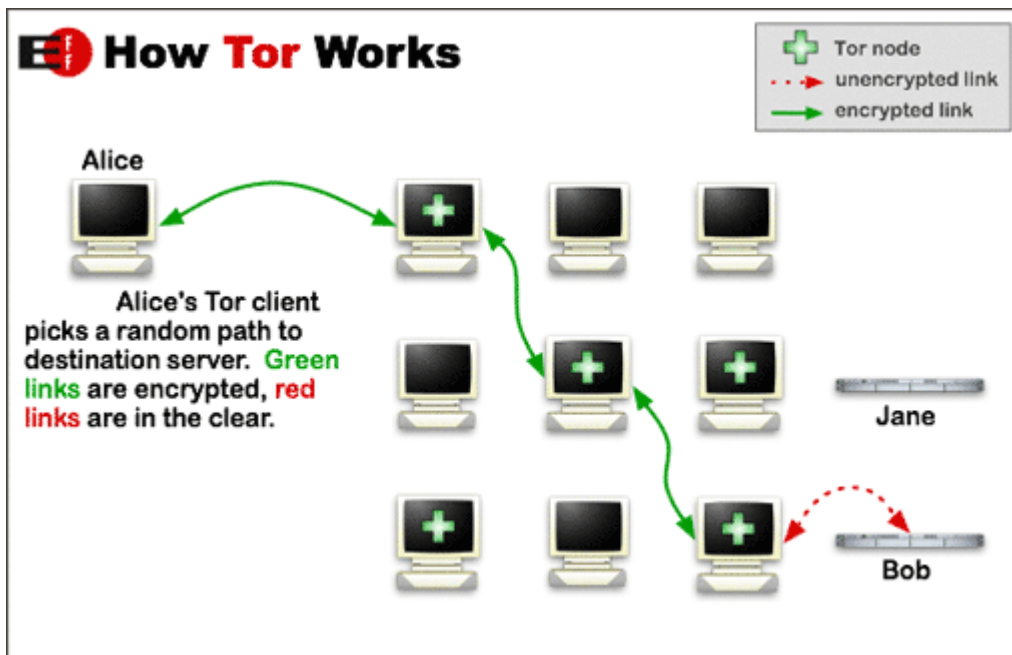 EFF How Tor Works
Tor node
unencrypted link
encrypted link
Alice
Alice's Tor client
picks a random path to
destination server. Green
links are encrypted, red
links are in the clear.
Jane
Bob